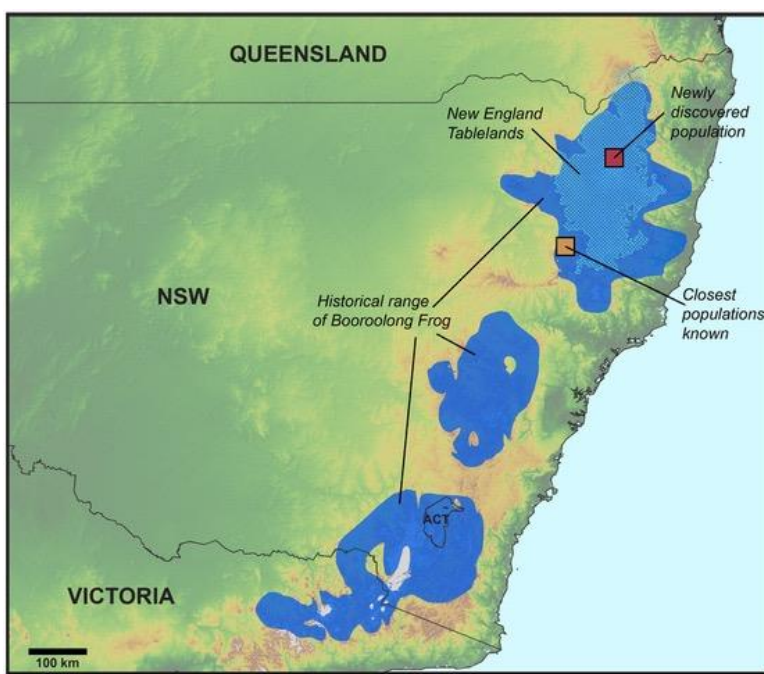 QUEENSLAND
New England
Tablelands
Newly
discovered
population
NSW
Historical range
of Booroolong Frog
Closest
populations
known
ACT
VICTORIA
100 km